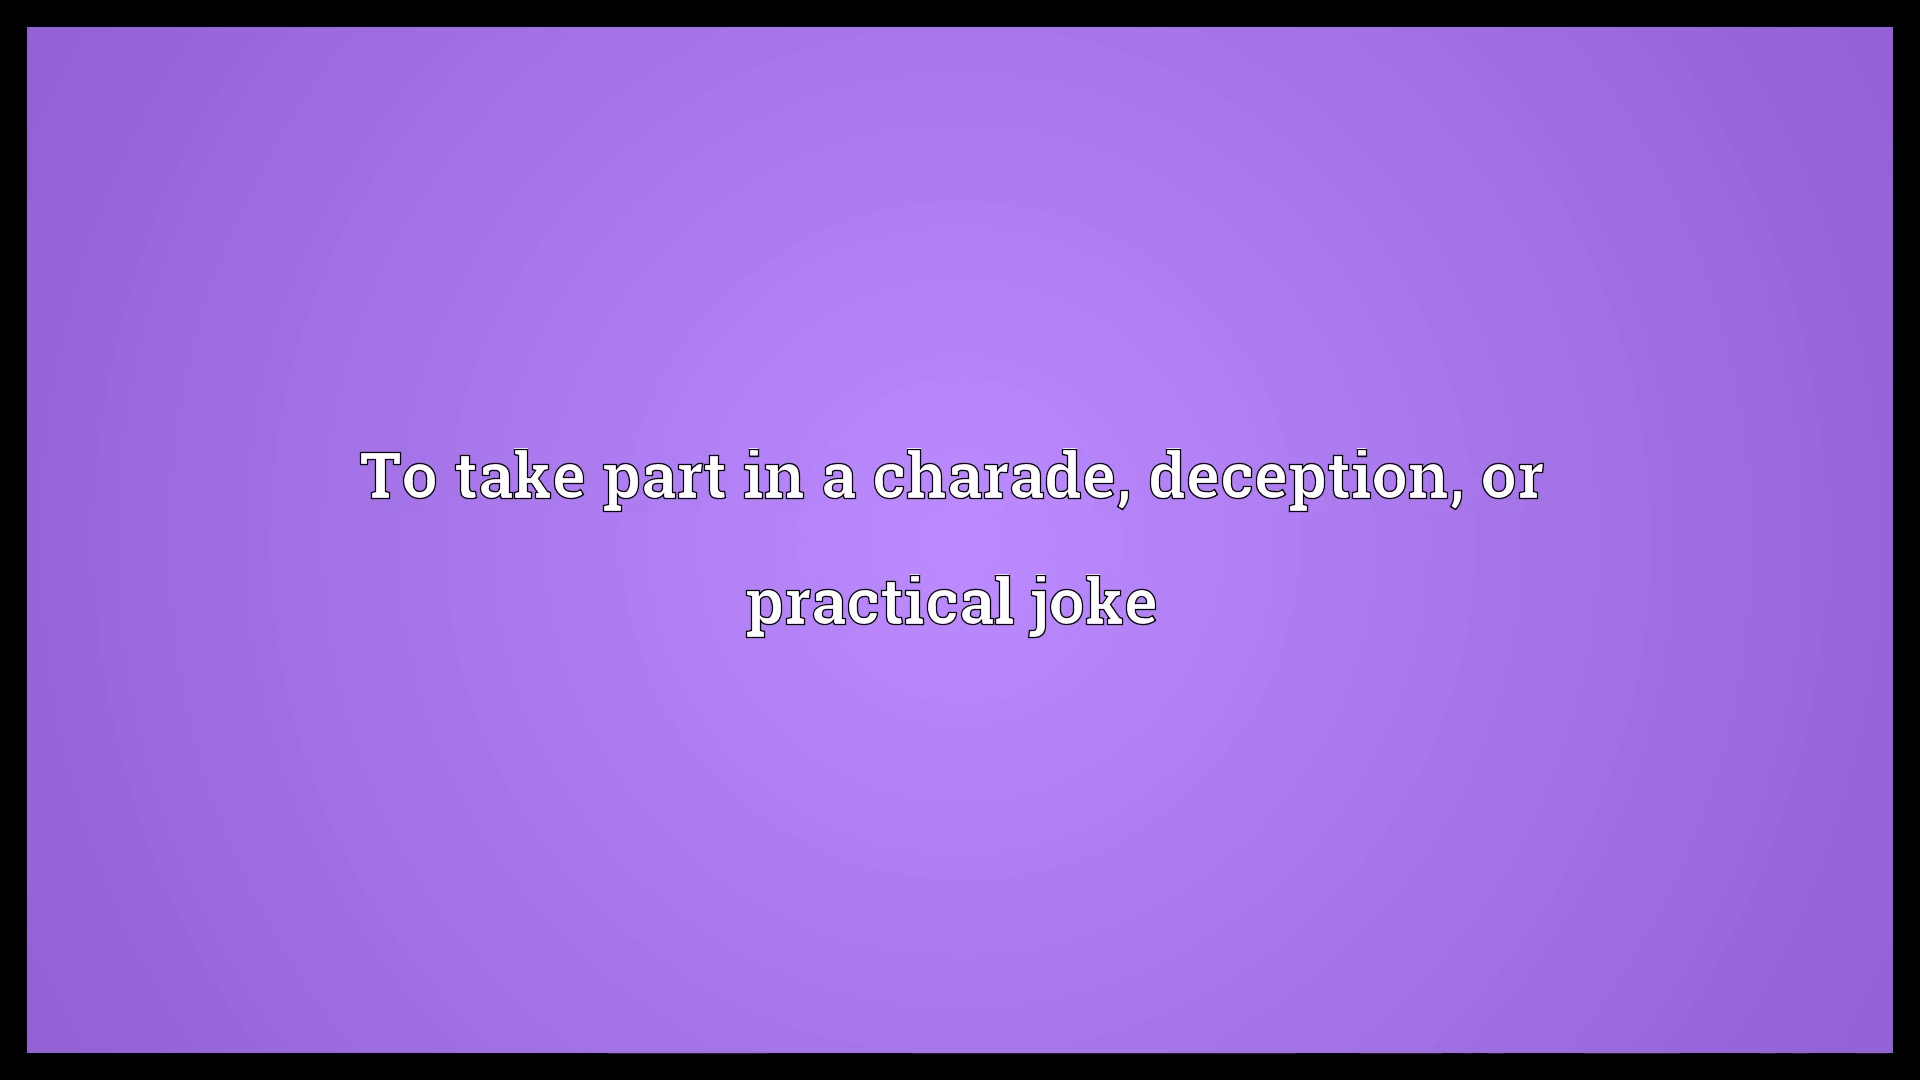 To take part in a charade, deception, or
practical joke